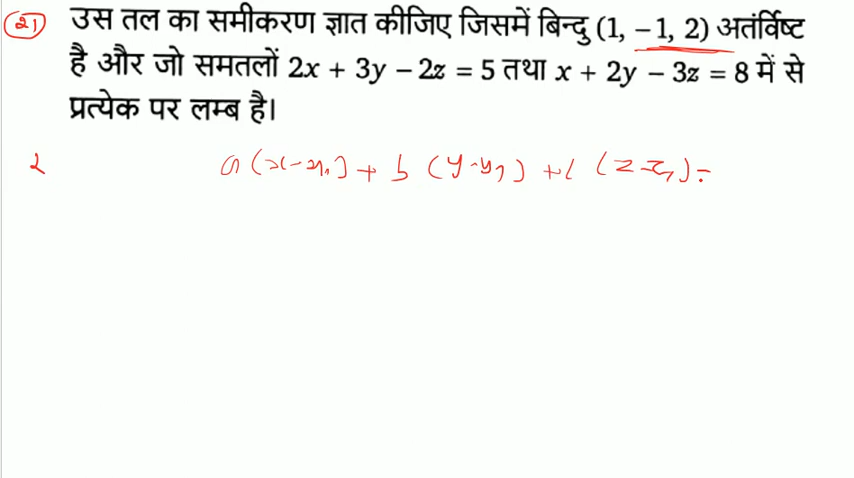 21
उस तल का समीकरण ज्ञात कीजिए जिसमें बिन्दु (1, −1, 2) अतंर्विष्ट
है और जो समतलों 2x + 3y − 2z = 5 तथा x + 2y − 3z = 8 में से
प्रत्येक पर लम्ब है।
a (x-x₁) + b (y-y₁) + c (z-z₁) =